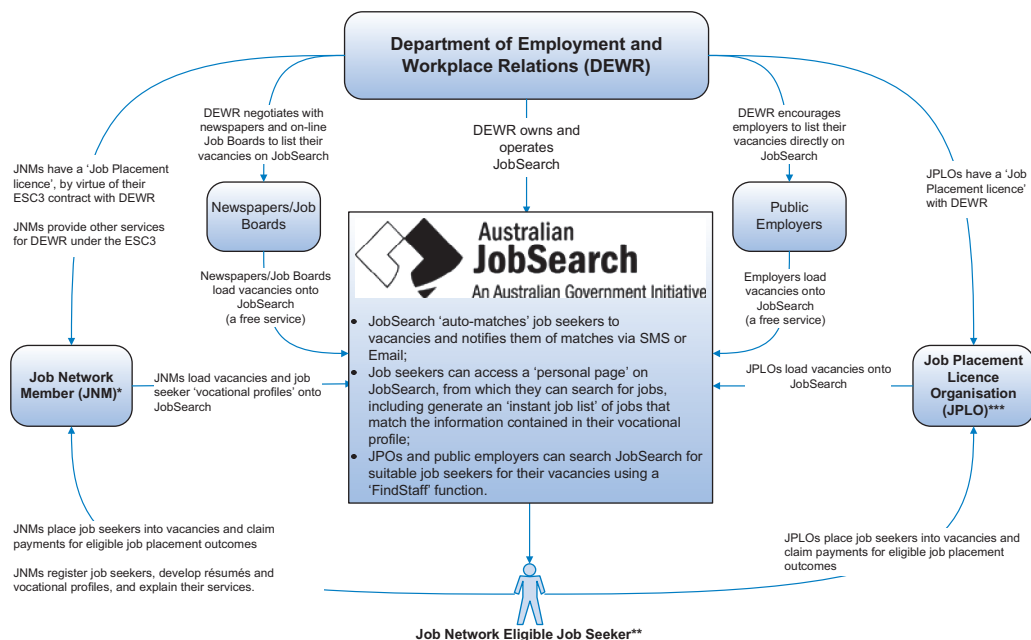 Department of Employment and
Workplace Relations (DEWR)
DEWR negotiates with
newspapers and on-line
Job Boards to list their
vacancies on JobSearch
DEWR owns and
operates
JobSearch
DEWR encourages
employers to list their
vacancies directly on
JobSearch
JNMs have a ‘Job Placement
licence’, by virtue of their
ESC3 contract with DEWR
JNMs provide other services
for DEWR under the ESC3
JPLOs have a ‘Job
Placement licence’
with DEWR
Newspapers/Job
Boards
Public
Employers
Newspapers/Job Boards
load vacancies onto
JobSearch
(a free service)
Australian
JobSearch
An Australian Government Initiative
Employers load
vacancies onto
JobSearch
(a free service)
• JobSearch ‘auto-matches’ job seekers to
vacancies and notifies them of matches via SMS or
Email;
• Job seekers can access a ‘personal page’ on
JobSearch, from which they can search for jobs,
including generate an ‘instant job list’ of jobs that
match the information contained in their vocational
profile;
• JPOs and public employers can search JobSearch for
suitable job seekers for their vacancies using a
‘FindStaff’ function.
Job Network
Member (JNM)*
JNMs load vacancies and job
seeker ‘vocational profiles’ onto
JobSearch
JPLOs load vacancies onto
JobSearch
Job Placement
Licence
Organisation
(JPLO)***
JNMs place job seekers into vacancies and claim
payments for eligible job placement outcomes
JNMs register job seekers, develop résumés and
vocational profiles, and explain their services.
JPLOs place job seekers into vacancies and
claim payments for eligible job placement
outcomes
Job Network Eligible Job Seeker**